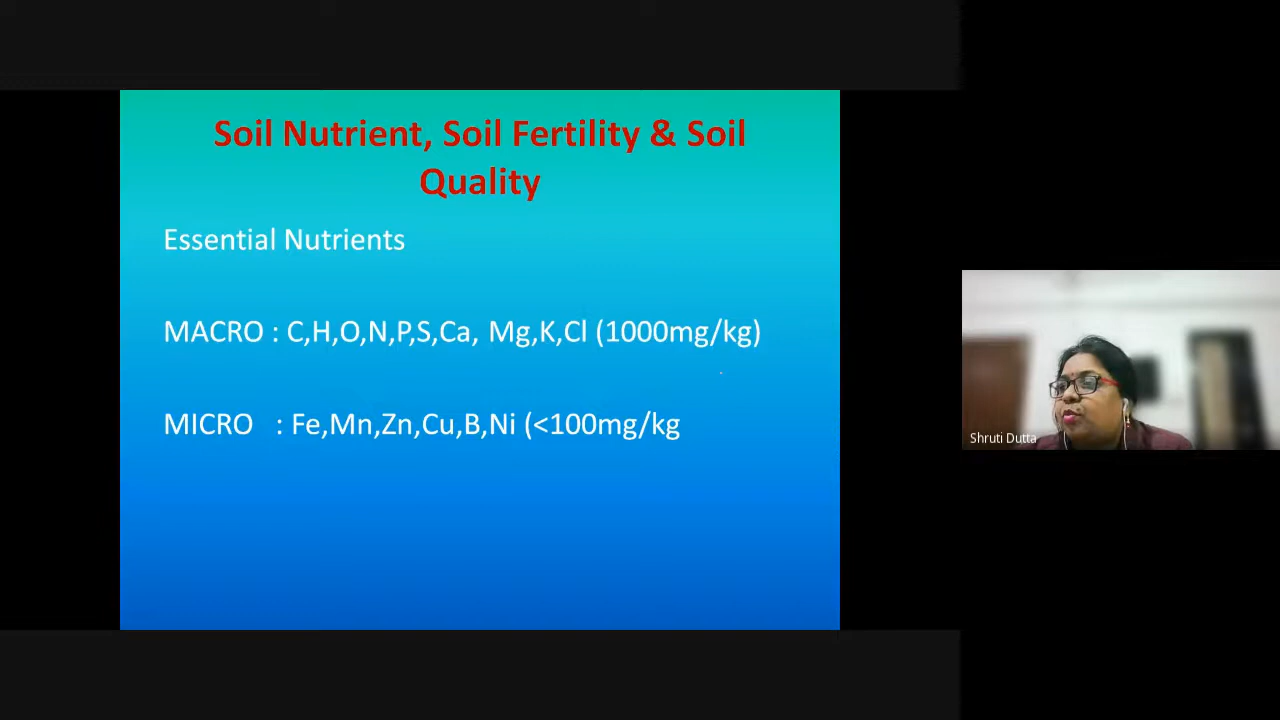 Soil Nutrient, Soil Fertility & Soil
Quality
Essential Nutrients
MACRO : C,H,O,N,P,S,Ca, Mg,K,Cl (1000mg/kg)
MICRO : Fe,Mn,Zn,Cu,B,Ni (<100mg/kg
Shruti Dutta